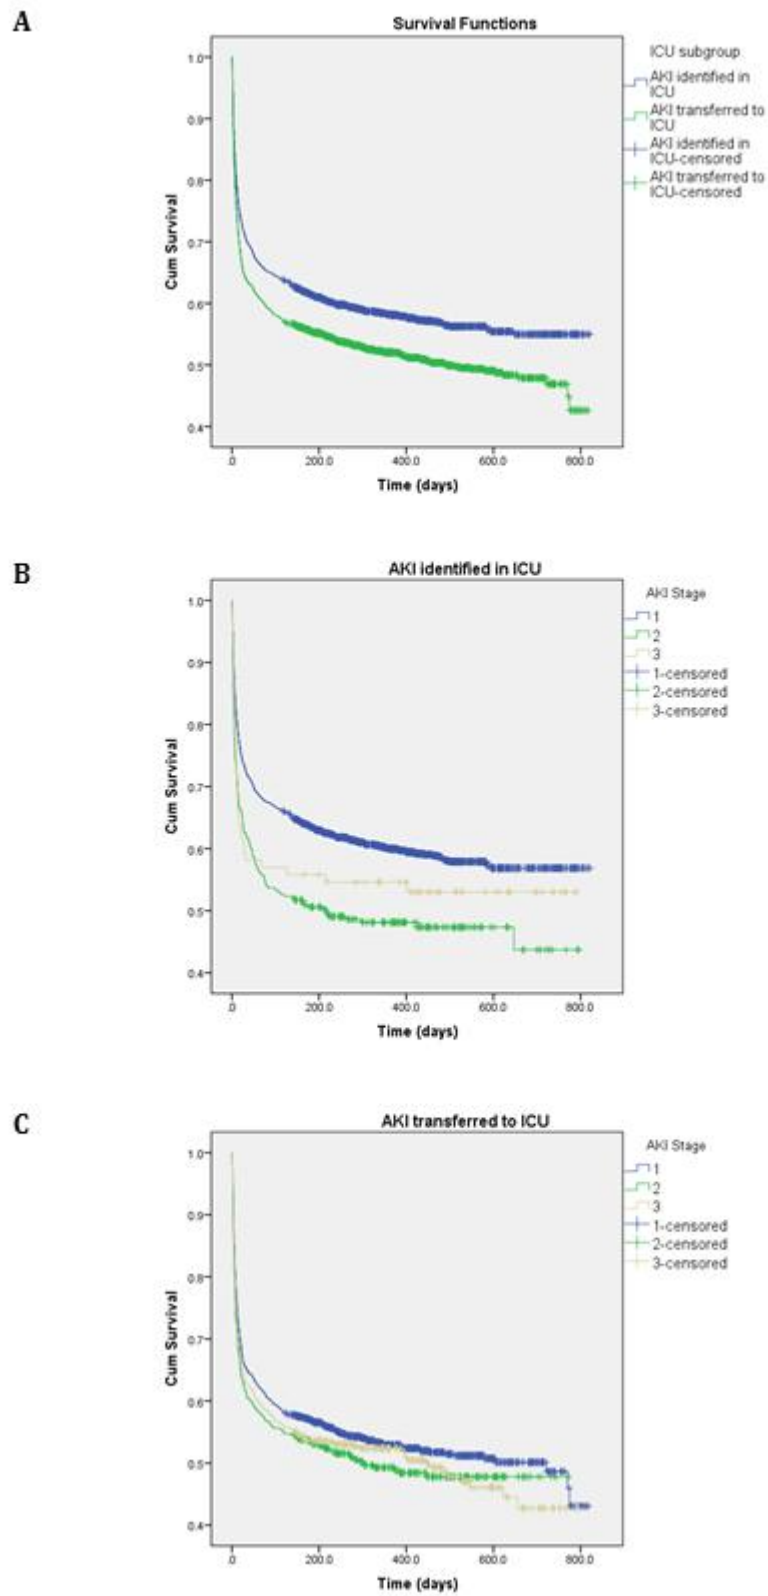 A
Survival Functions
ICU subgroup
AKI identified in
ICU
AKI transferred to
ICU
AKI identified in
ICU-censored
AKI transferred to
ICU-censored
1.0
0.9
0.8
0.7
0.6
0.5
0.4
Cum Survival
.0 200.0 400.0 600.0 800.0
Time (days)
B
AKI identified in ICU
AKI Stage
1
2
3
1-censored
2-censored
3-censored
1.0
0.9
0.8
0.7
0.6
0.5
0.4
Cum Survival
.0 200.0 400.0 600.0 800.0
Time (days)
C
AKI transferred to ICU
AKI Stage
1
2
3
1-censored
2-censored
3-censored
1.0
0.9
0.8
0.7
0.6
0.5
0.4
Cum Survival
.0 200.0 400.0 600.0 800.0
Time (days)